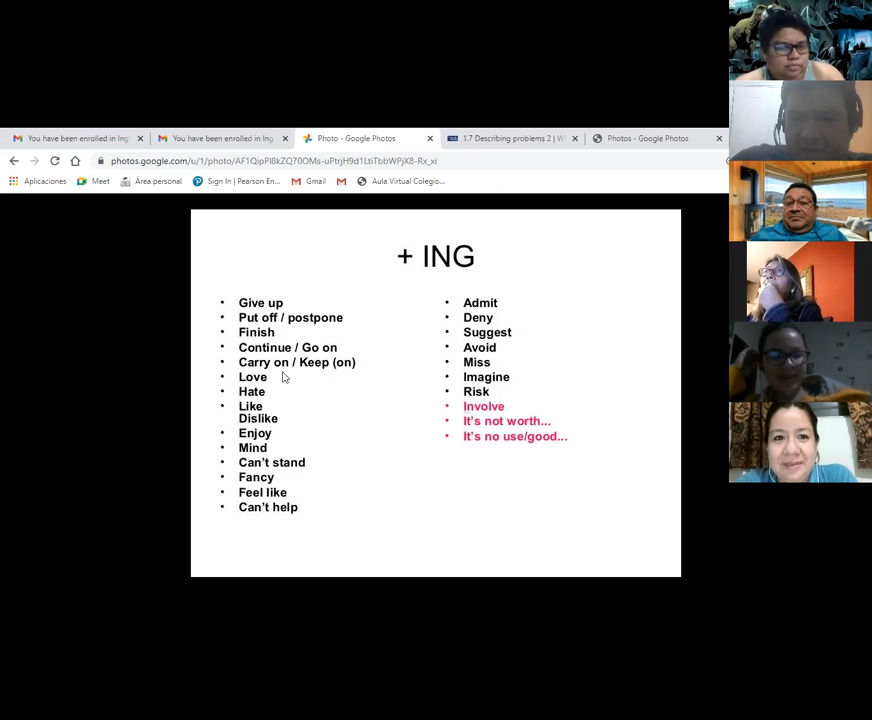 You have been enrolled in Ing
You have been enrolled in Ing
Photo - Google Photos
1.7 Describing problems 2 | W
Photos - Google Photos
photos.google.com/u/1/photo/
Aplicaciones
Meet
Área personal
Sign In | Pearson En...
Gmail
Aula Virtual Colegio...
+ ING
• Give up
• Put off / postpone
• Finish
• Continue / Go on
• Carry on / Keep (on)
• Love
• Hate
• Like
Dislike
• Enjoy
• Mind
• Can't stand
• Fancy
• Feel like
• Can't help
• Admit
• Deny
• Suggest
• Avoid
• Miss
• Imagine
• Risk
• Involve
• It's not worth...
• It's no use/good...